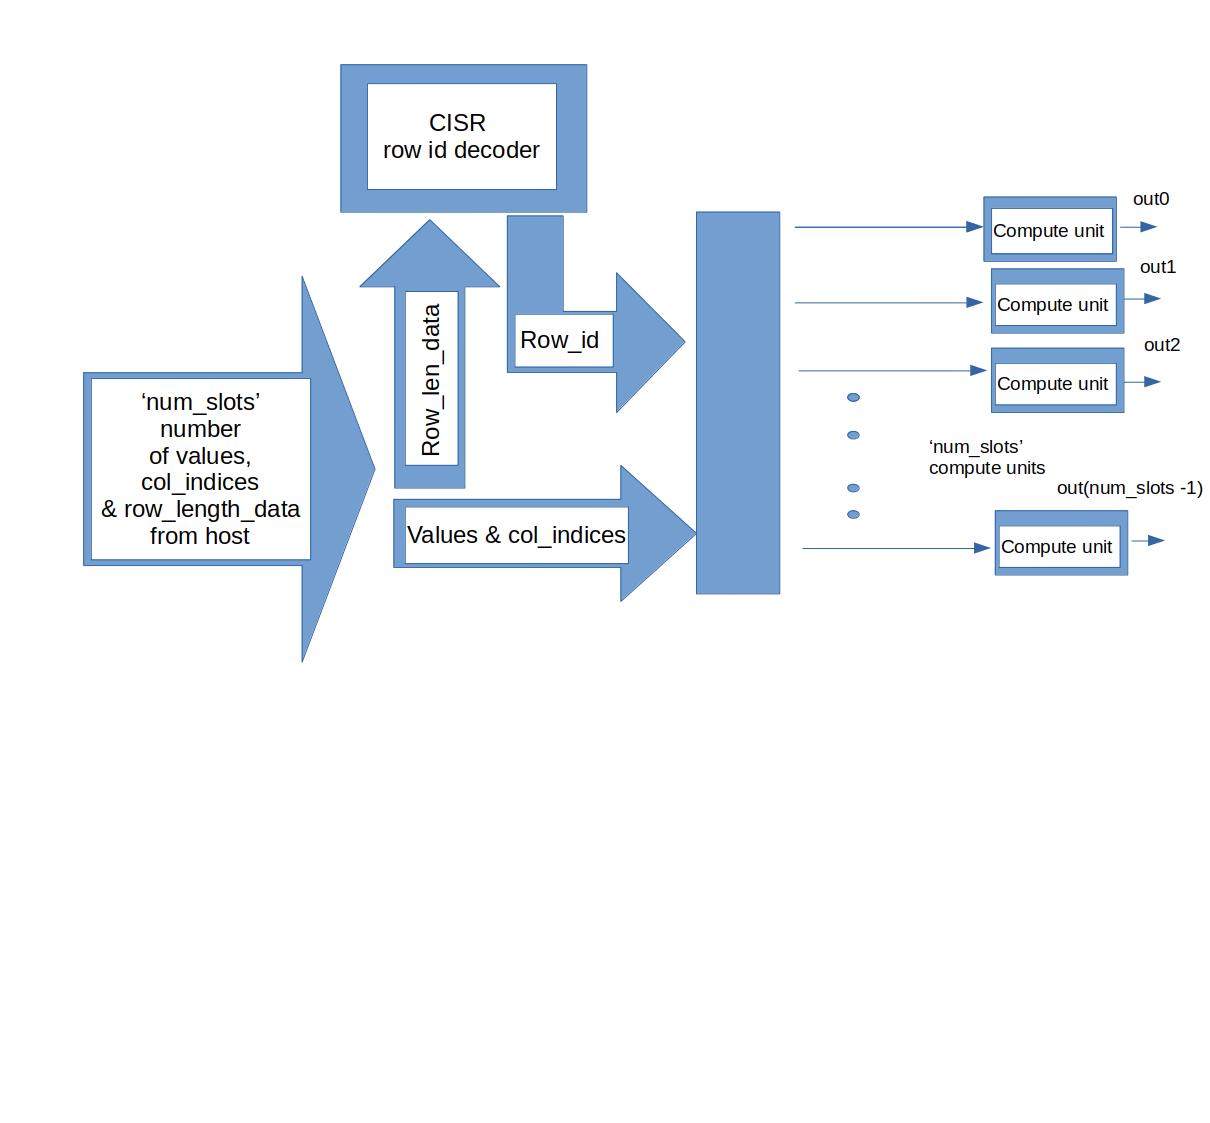 CISR
row id decoder
‘num_slots’
number
of values,
col_indices
& row_length_data
from host
Row_len_data
Row_id
Values & col_indices
out0
Compute unit
out1
Compute unit
out2
Compute unit
‘num_slots’
compute units
out(num_slots -1)
Compute unit